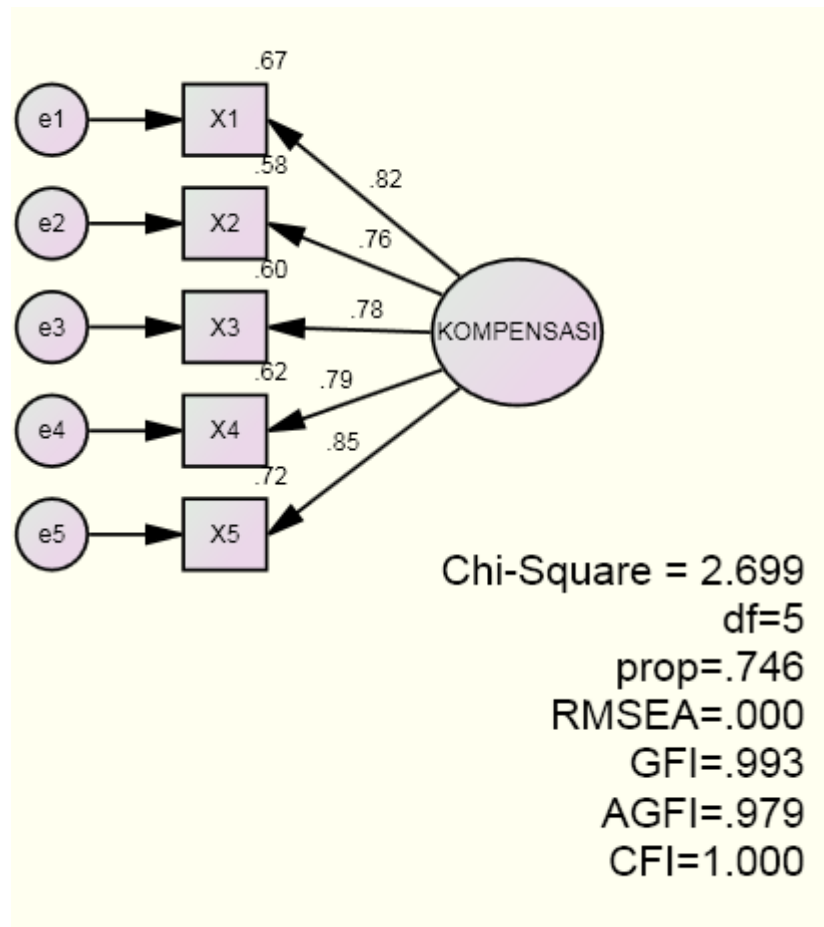 .67
e1 X1
.82
.58
e2 X2
.76
.60
e3 X3
.78
KOMPENSASI
.62
e4 X4
.79
.85
.72
e5 X5
Chi-Square = 2.699
df=5
prop=.746
RMSEA=.000
GFI=.993
AGFI=.979
CFI=1.000